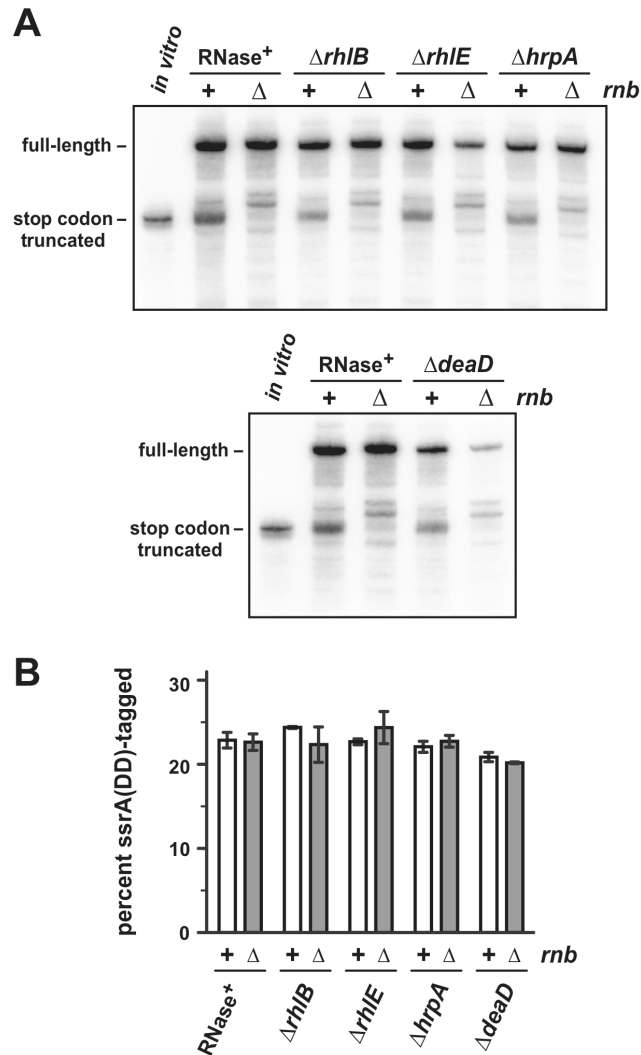 A
in vitro
RNase+ ΔrhlB ΔrhlE ΔhrpA
+ Δ + Δ + Δ + Δ rnb
full-length –
stop codon –
truncated
in vitro
RNase+ ΔdeaD
+ Δ + Δ rnb
full-length –
stop codon –
truncated
B
percent ssrA(DD)-tagged
30
20
10
0
+ Δ + Δ + Δ + Δ + Δ rnb
RNase+ ΔrhlB ΔrhlE ΔhrpA ΔdeaD